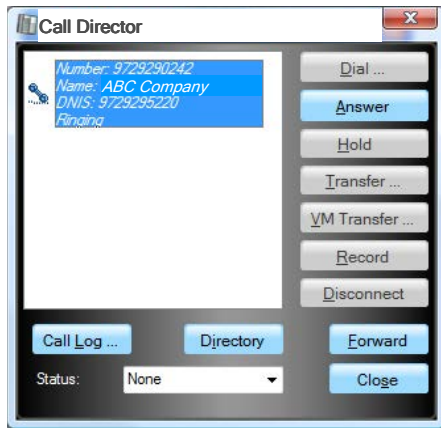 Call Director
Number: 9729290242
Name: ABC Company
DNIS: 9729295220
Ringing
Dial ...
Answer
Hold
Transfer ...
VM Transfer ...
Record
Disconnect
Call Log ...
Directory
Forward
Status:
None
Close